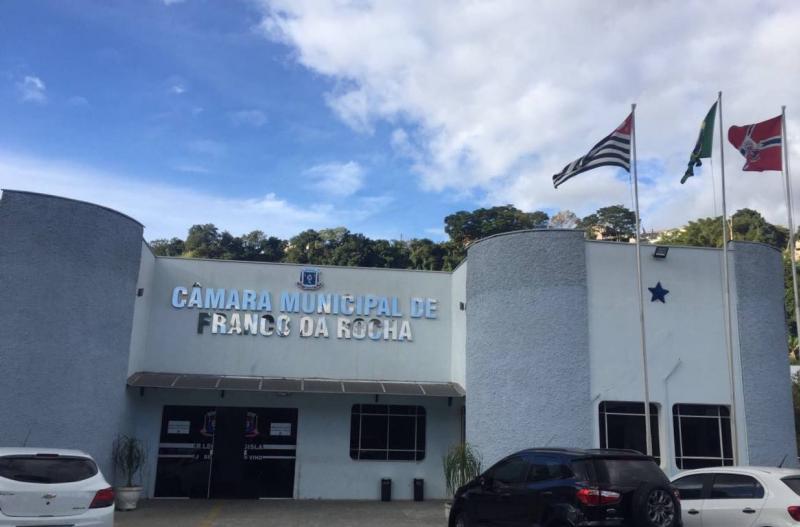 CÂMARA MUNICIPAL DE
FRANCO DA ROCHA